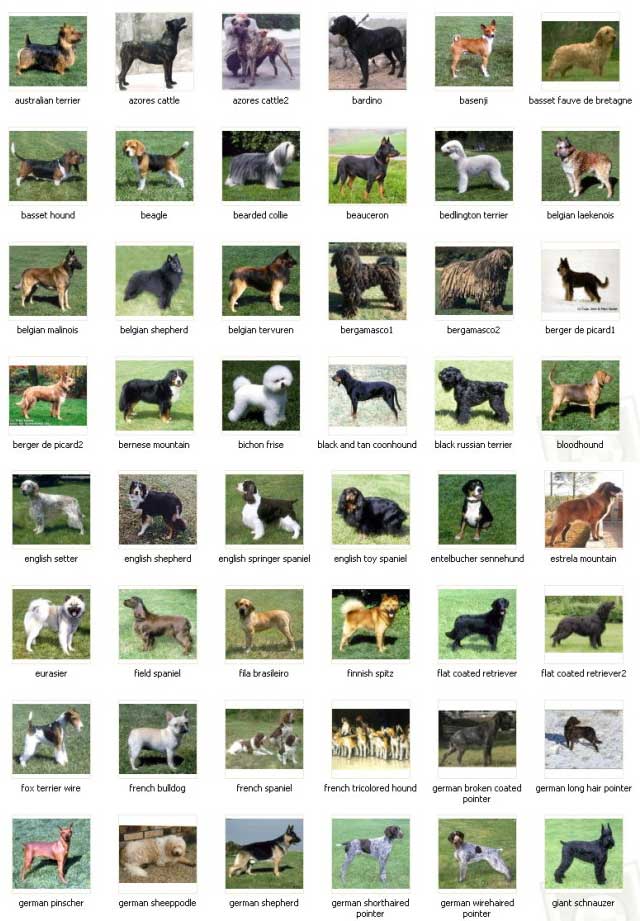 australian terrier
azores cattle
azores cattle2
bardino
basenji
basset fauve de bretagne
basset hound
beagle
bearded collie
beauceron
bedlington terrier
belgian laekenois
belgian malinois
belgian shepherd
belgian tervuren
bergamasco1
bergamasco2
berger de picard1
berger de picard2
bernese mountain
bichon frise
black and tan coonhound
black russian terrier
bloodhound
english setter
english shepherd
english springer spaniel
english toy spaniel
entelbucher sennehund
estrela mountain
eurasier
field spaniel
fila brasileiro
finnish spitz
flat coated retriever
flat coated retriever2
fox terrier wire
french bulldog
french spaniel
french tricolored hound
german broken coated
pointer
german long hair pointer
german pinscher
german sheeppodle
german shepherd
german shorthaired
pointer
german wirehaired
pointer
giant schnauzer